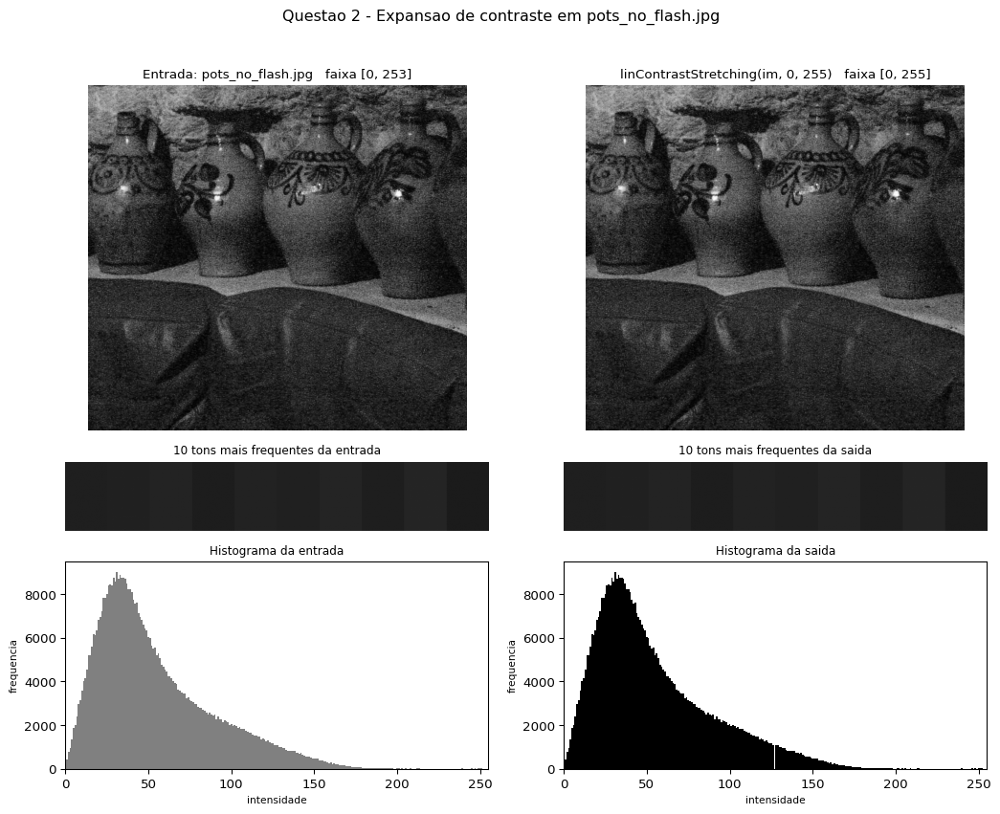 Questao 2 - Expansao de contraste em pots_no_flash.jpg
Entrada: pots_no_flash.jpg   faixa [0, 253]
linContrastStretching(im, 0, 255)   faixa [0, 255]
10 tons mais frequentes da entrada
10 tons mais frequentes da saida
Histograma da entrada
Histograma da saida
frequencia
8000
6000
4000
2000
0
0 50 100 150 200 250
intensidade
frequencia
8000
6000
4000
2000
0
0 50 100 150 200 250
intensidade